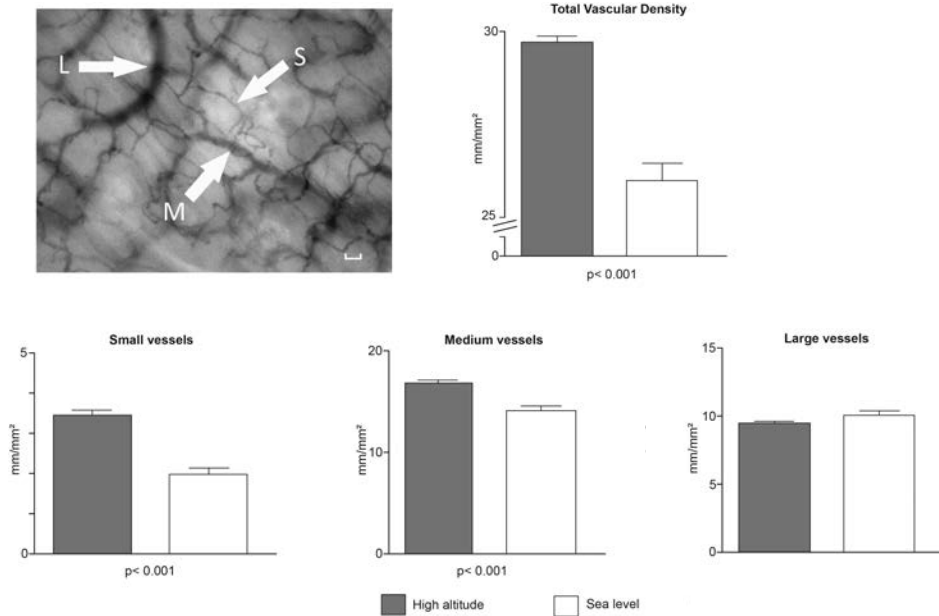 Total Vascular Density
L
S
M
30
25
0
mm/mm²
p< 0.001
Small vessels
5
0
mm/mm²
p< 0.001
Medium vessels
20
10
0
mm/mm²
p< 0.001
Large vessels
15
10
5
0
mm/mm²
High altitude
Sea level